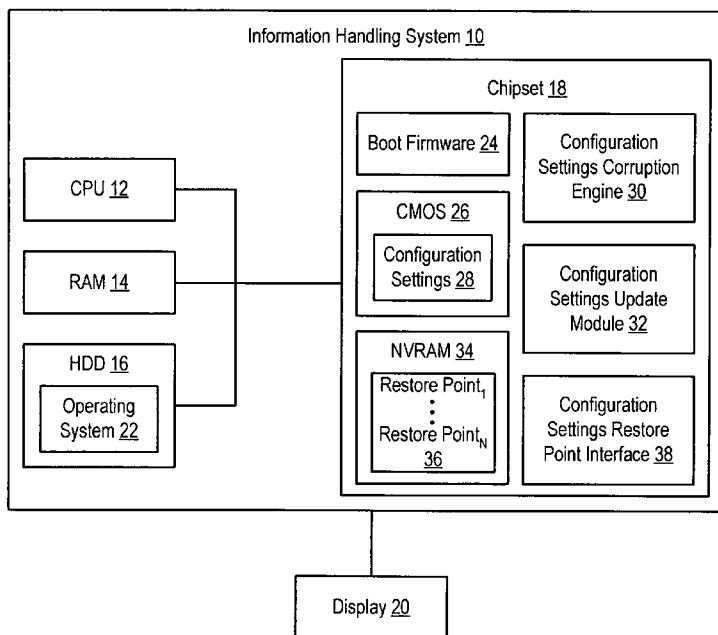 Information Handling System 10
Chipset 18
CPU 12
RAM 14
HDD 16
Operating
System 22
Boot Firmware 24
CMOS 26
Configuration
Settings 28
NVRAM 34
Restore Point1
Restore PointN
36
Configuration
Settings Corruption
Engine 30
Configuration
Settings Update
Module 32
Configuration
Settings Restore
Point Interface 38
Display 20